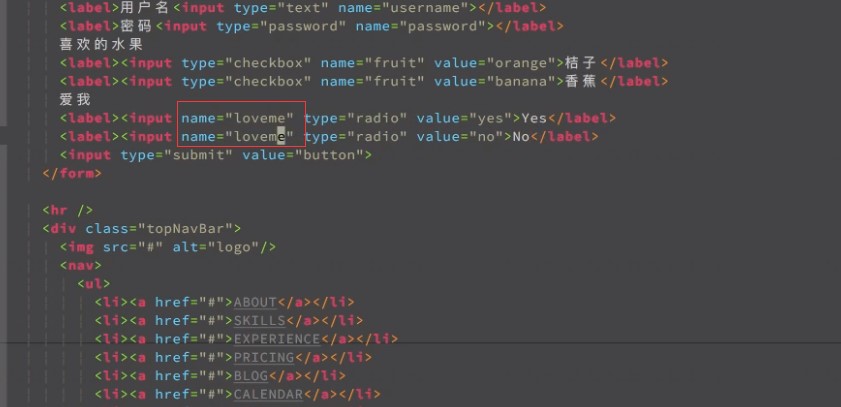 <label>用户名<input type="text" name="username"></label>
<label>密码<input type="password" name="password"></label>
喜欢的水果
<label><input type="checkbox" name="fruit" value="orange">桔子</label>
<label><input type="checkbox" name="fruit" value="banana">香蕉</label>
爱我
<label><input name="loveme" type="radio" value="yes">Yes</label>
<label><input name="loveme" type="radio" value="no">No</label>
<input type="submit" value="button">
</form>
<hr />
<div class="topNavBar">
<img src="#" alt="logo"/>
<nav>
<ul>
<li><a href="#">ABOUT</a></li>
<li><a href="#">SKILLS</a></li>
<li><a href="#">EXPERIENCE</a></li>
<li><a href="#">PRICING</a></li>
<li><a href="#">BLOG</a></li>
<li><a href="#">CALENDAR</a></li>